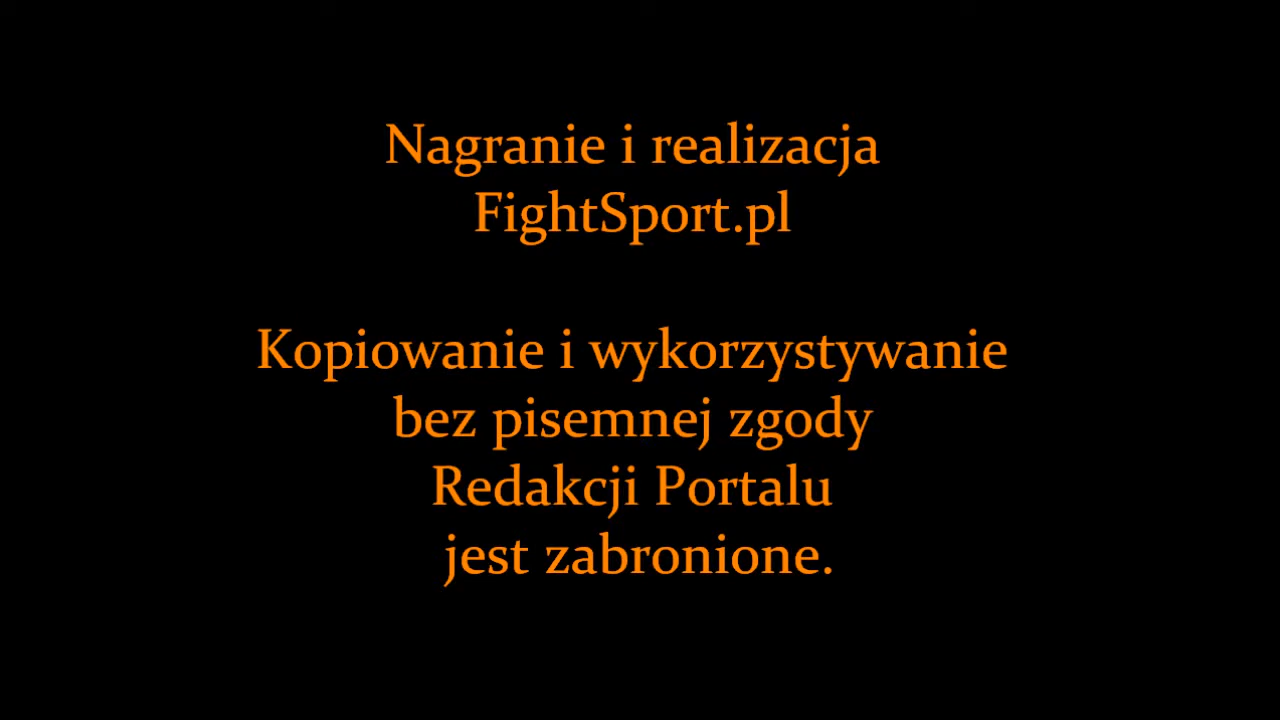 Nagranie i realizacja
FightSport.pl
Kopiowanie i wykorzystywanie
bez pisemnej zgody
Redakcji Portalu
jest zabronione.